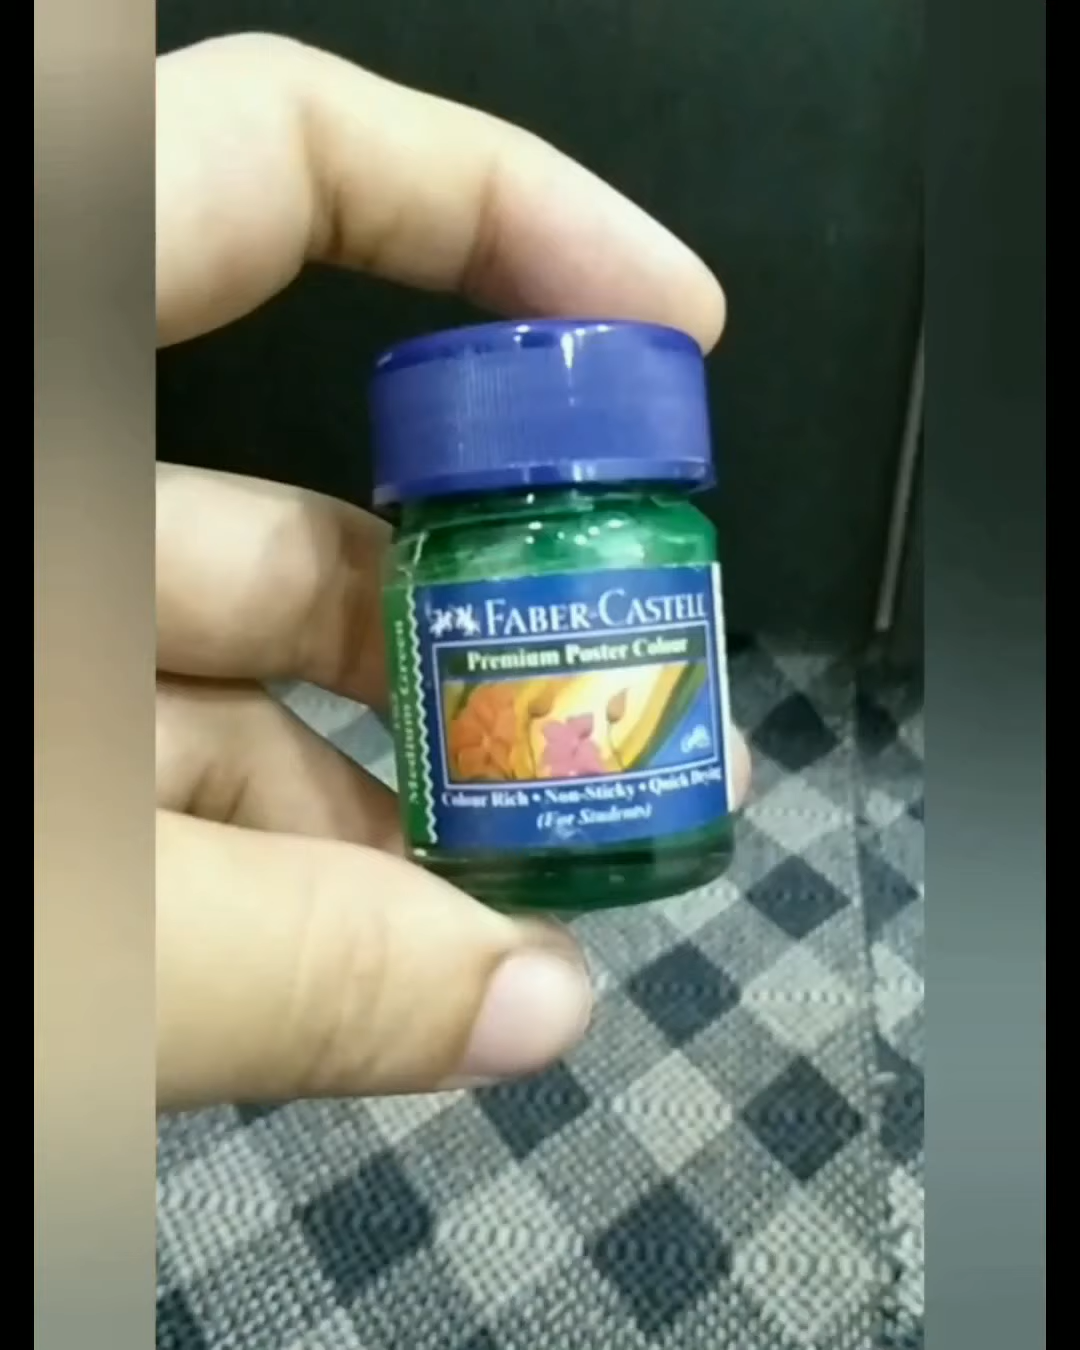 FABER-CASTELL
Premium Poster Colour
Colour Rich • Non-Sticky • Quick Drying
(For Students)
Medium Green